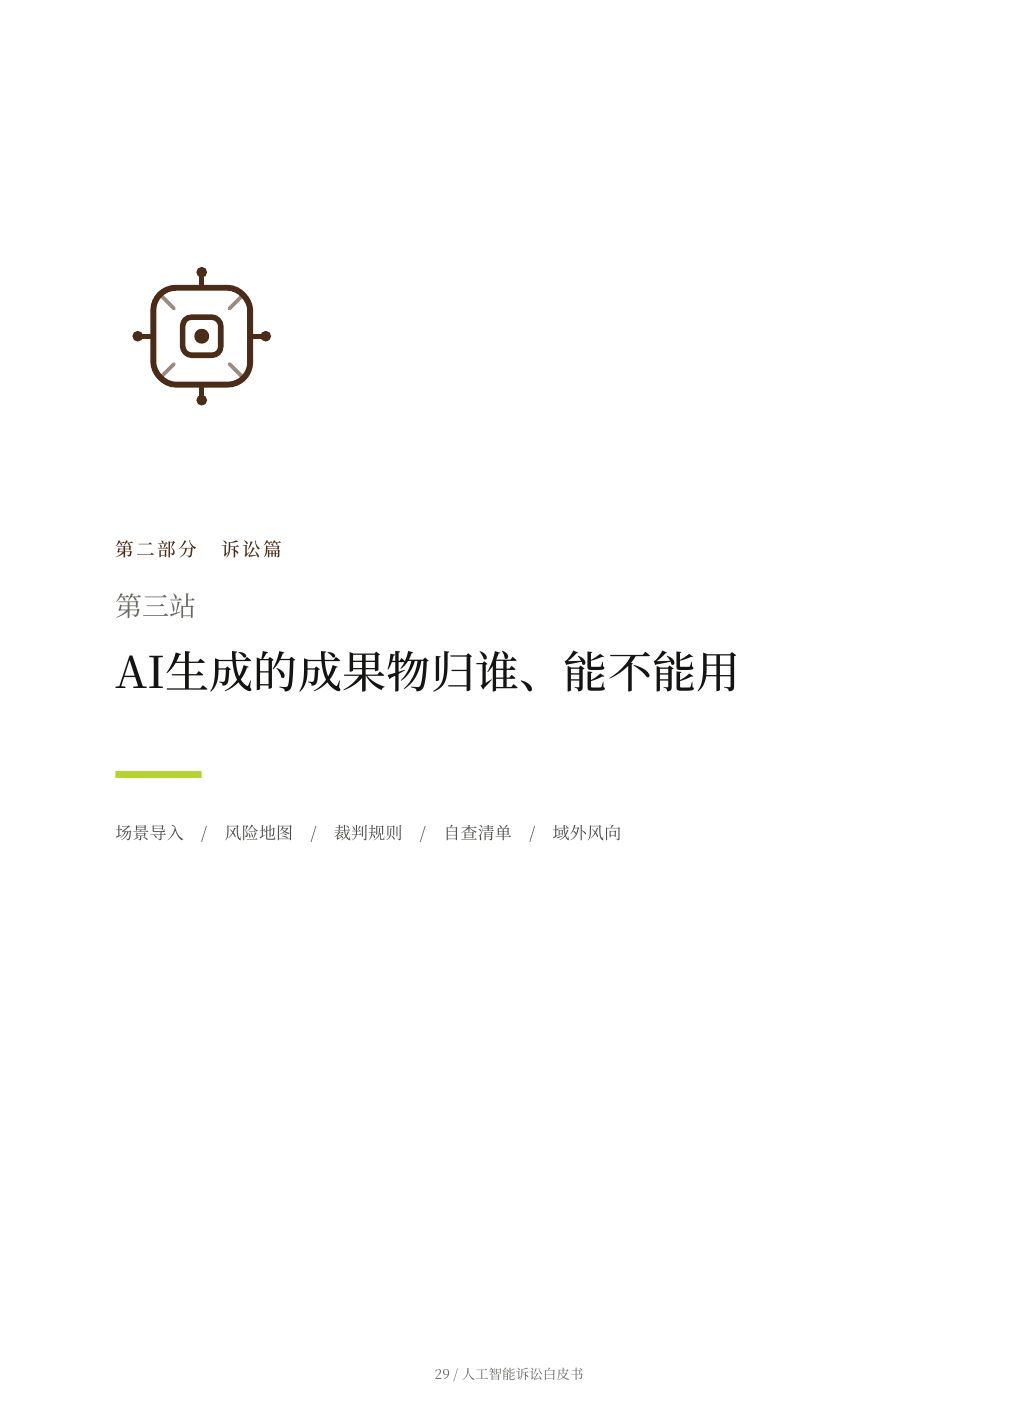 第二部分　诉讼篇
第三站
AI生成的成果物归谁、能不能用
场景导入 / 风险地图 / 裁判规则 / 自查清单 / 域外风向
29 / 人工智能诉讼白皮书